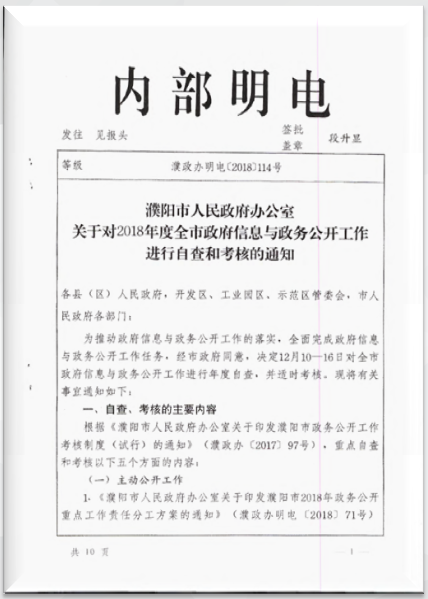 内部明电
发往 见报头
签批
盖章 段升显
等级 濮政办明电〔2018〕114号
濮阳市人民政府办公室
关于对2018年度全市政府信息与政务公开工作
进行自查和考核的通知
各县（区）人民政府，开发区、工业园区、示范区管委会，市人
民政府各部门：
为推动政府信息与政务公开工作的落实，全面完成政府信息
与政务公开工作任务，经市政府同意，决定12月10—16日对全市
政府信息与政务公开工作进行年度自查，并适时考核。现将有关
事宜通知如下：
一、自查、考核的主要内容
根据《濮阳市人民政府办公室关于印发濮阳市政务公开工作
考核制度（试行）的通知》（濮政办〔2017〕97号），重点自查
和考核以下五个方面的内容：
（一）主动公开工作
1.《濮阳市人民政府办公室关于印发濮阳市2018年政务公开
重点工作责任分工方案的通知》（濮政办明电〔2018〕71号）
共 10 页
— 1 —